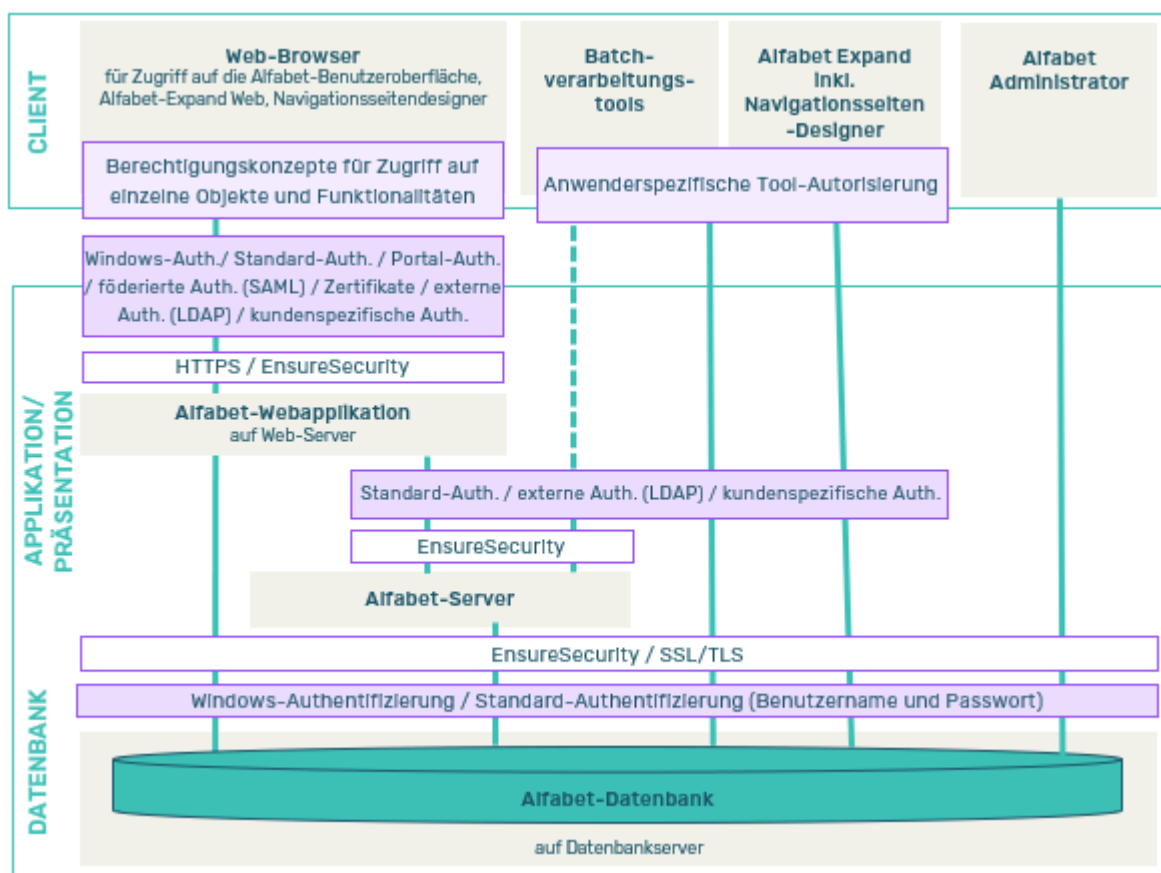 CLIENT
Web-Browser
für Zugriff auf die Alfabet-Benutzeroberfläche,
Alfabet-Expand Web, Navigationsseitendesigner
Batch-
verarbeitungs-
tools
Alfabet Expand
inkl.
Navigationsseiten
-Designer
Alfabet
Administrator
Berechtigungskonzepte für Zugriff auf
einzelne Objekte und Funktionalitäten
Anwenderspezifische Tool-Autorisierung
Windows-Auth./ Standard-Auth. / Portal-Auth.
/ föderierte Auth. (SAML) / Zertifikate / externe
Auth. (LDAP) / kundenspezifische Auth.
HTTPS / EnsureSecurity
APPLIKATION/
PRÄSENTATION
Alfabet-Webapplikation
auf Web-Server
Standard-Auth. / externe Auth. (LDAP) / kundenspezifische Auth.
EnsureSecurity
Alfabet-Server
EnsureSecurity / SSL/TLS
Windows-Authentifizierung / Standard-Authentifizierung (Benutzername und Passwort)
DATENBANK
Alfabet-Datenbank
auf Datenbankserver